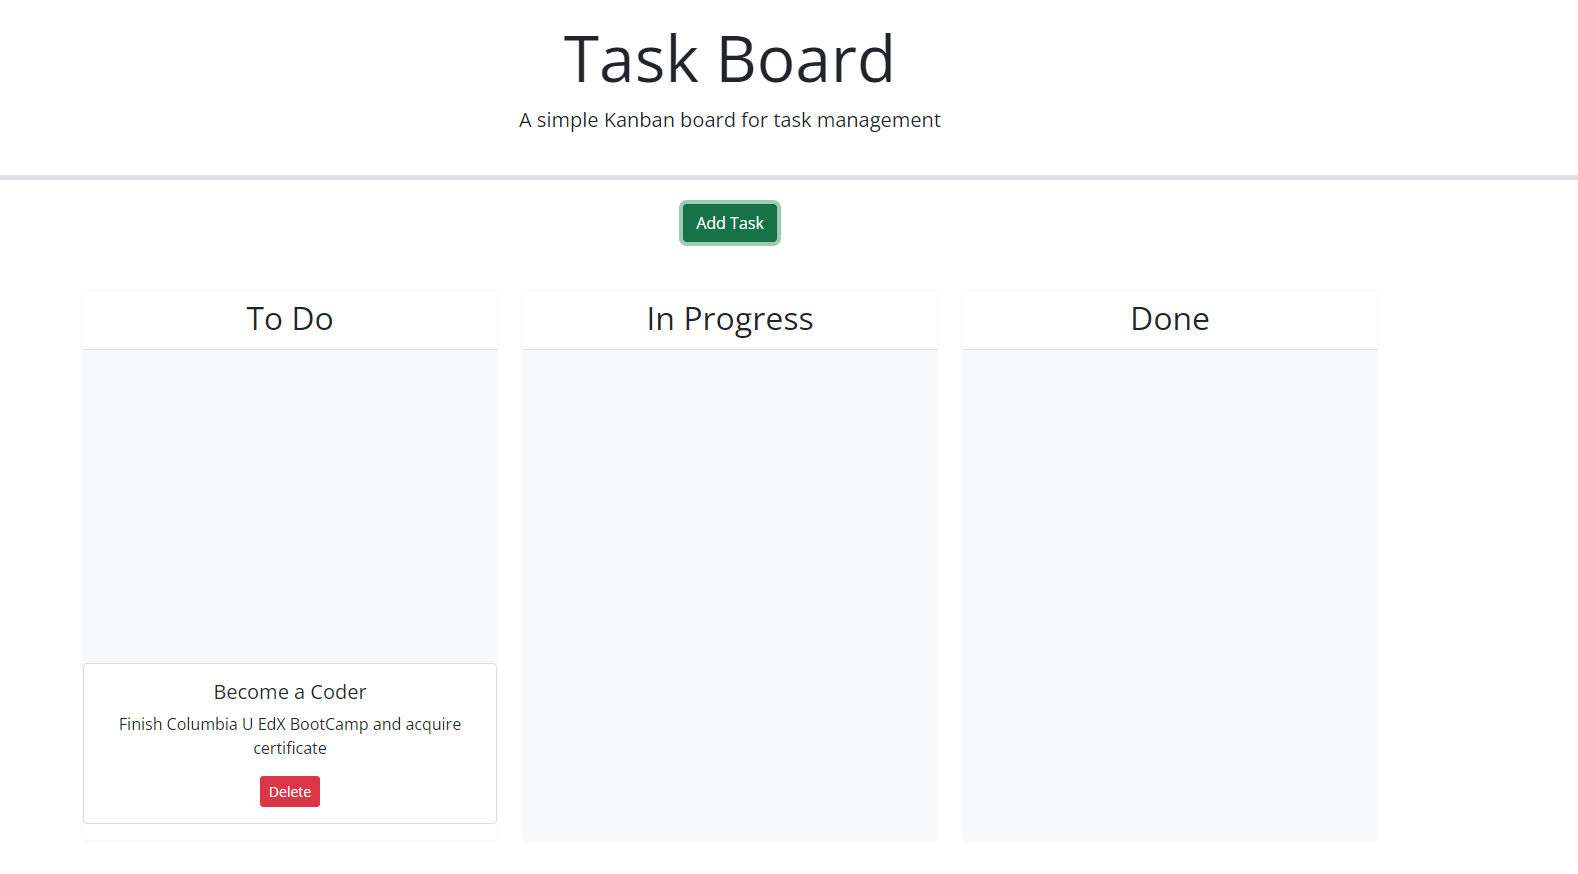 Task Board
A simple Kanban board for task management
Add Task
To Do
In Progress
Done
Become a Coder
Finish Columbia U EdX BootCamp and acquire
certificate
Delete